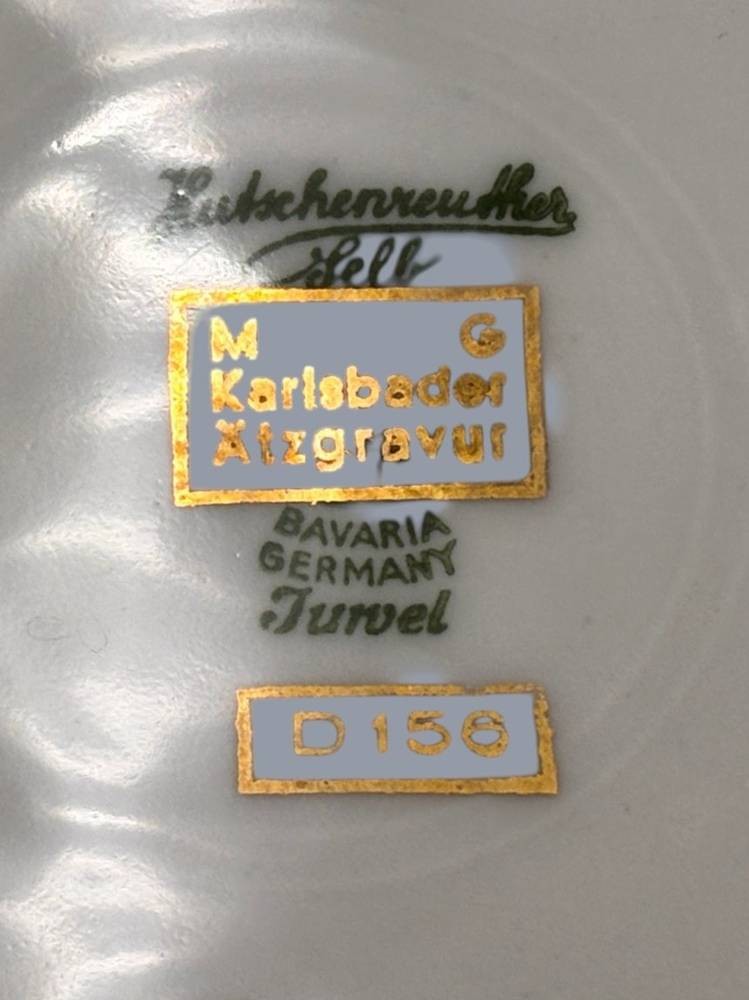 Hutschenreuther
Selb
M G
Karlsbader
Ätzgravur
BAVARIA
GERMANY
Juwel
D 156